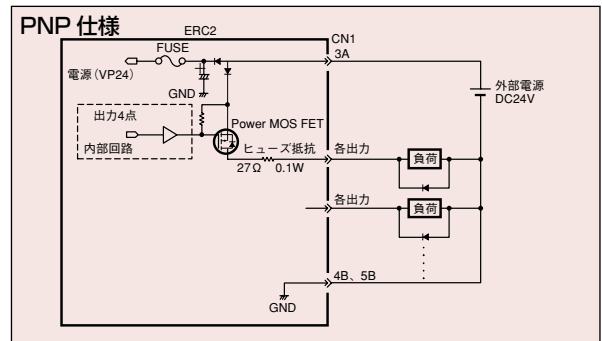 PNP 仕様
ERC2
CN1
FUSE
3A
電源(VP24)
GND
外部電源
DC24V
出力4点
Power MOS FET
内部回路
ヒューズ抵抗
各出力
負荷
27Ω 0.1W
各出力
負荷
4B、5B
GND